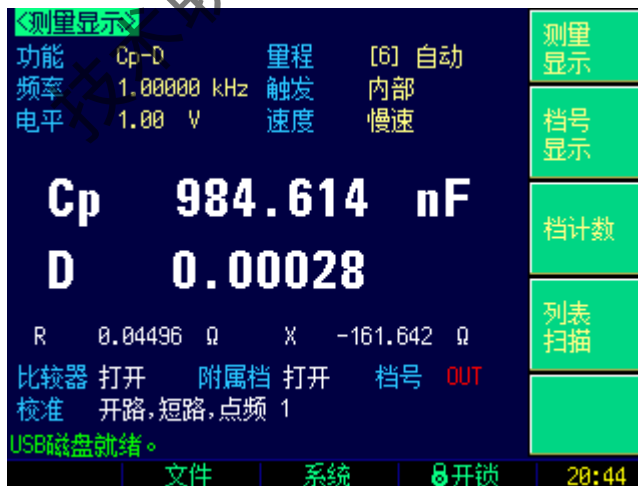 <测量显示>
功能 Cp-D 量程 [6] 自动
频率 1.00000 kHz 触发 内部
电平 1.00 V 速度 慢速
Cp 984.614 nF
D 0.00028
R 0.04496 Ω X -161.642 Ω
比较器 打开 附属档 打开 档号 OUT
校准 开路,短路,点频 1
USB磁盘就绪。
文件 系统 开锁 20:44
测量
显示
档号
显示
档计数
列表
扫描